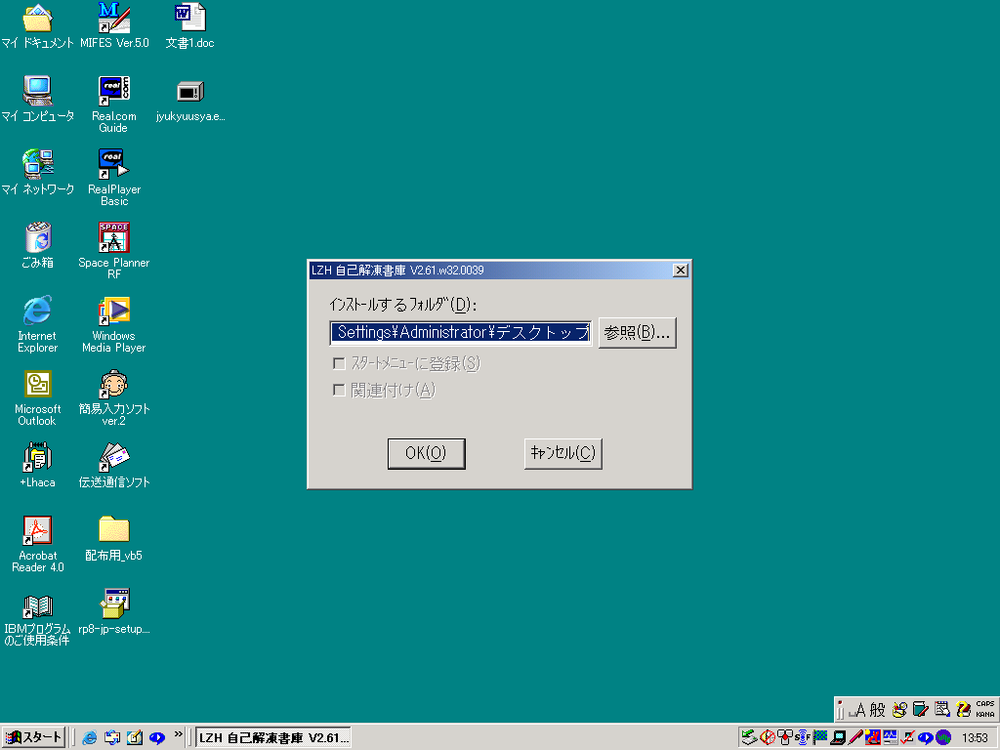 マイ ドキュメント
MIFES Ver.5.0
文書1.doc
マイ コンピュータ
real
com
Real.com
Guide
jyukyuusya.e...
マイ ネットワーク
real
RealPlayer
Basic
ごみ箱
SPACE
Space Planner
RF
Internet
Explorer
Windows
Media Player
Microsoft
Outlook
簡易入力ソフト
ver.2
+Lhaca
伝送通信ソフト
Acrobat
Reader 4.0
配布用_vb5
IBMプログラム
のご使用条件
rp8-jp-setup....
LZH 自己解凍書庫 V2.61.w32.0039
インストールするフォルダ(D):
Settings¥Administrator¥デスクトップ
参照(B)...
スタートメニューに登録(S)
関連付け(A)
OK(O)
キャンセル(C)
A 般
CAPS
KANA
スタート
LZH 自己解凍書庫 V2.61...
13:53